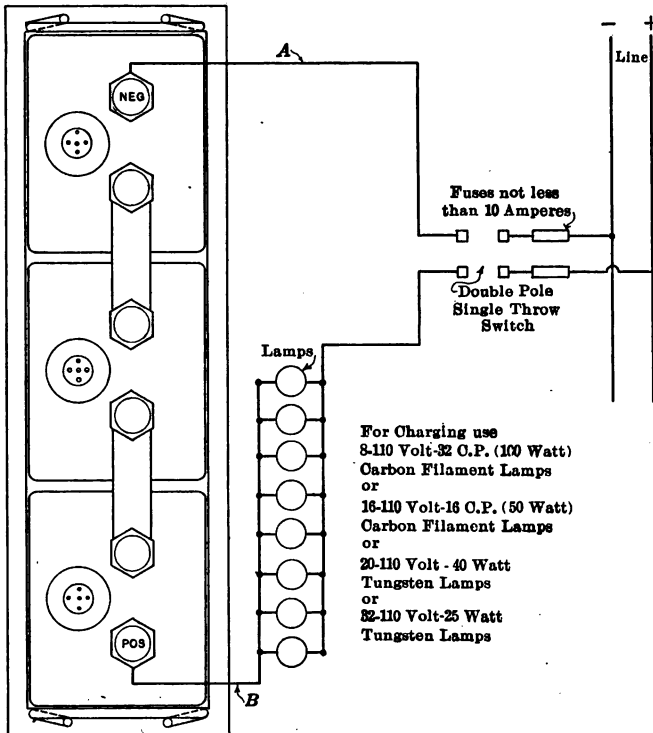 − +
Line
A
NEG
Fuses not less
than 10 Amperes
Double Pole
Single Throw
Switch
Lamps
For Charging use
8-110 Volt-32 C.P. (100 Watt)
Carbon Filament Lamps
or
16-110 Volt-16 C.P. (50 Watt)
Carbon Filament Lamps
or
20-110 Volt - 40 Watt
Tungsten Lamps
or
32-110 Volt-25 Watt
Tungsten Lamps
POS
B